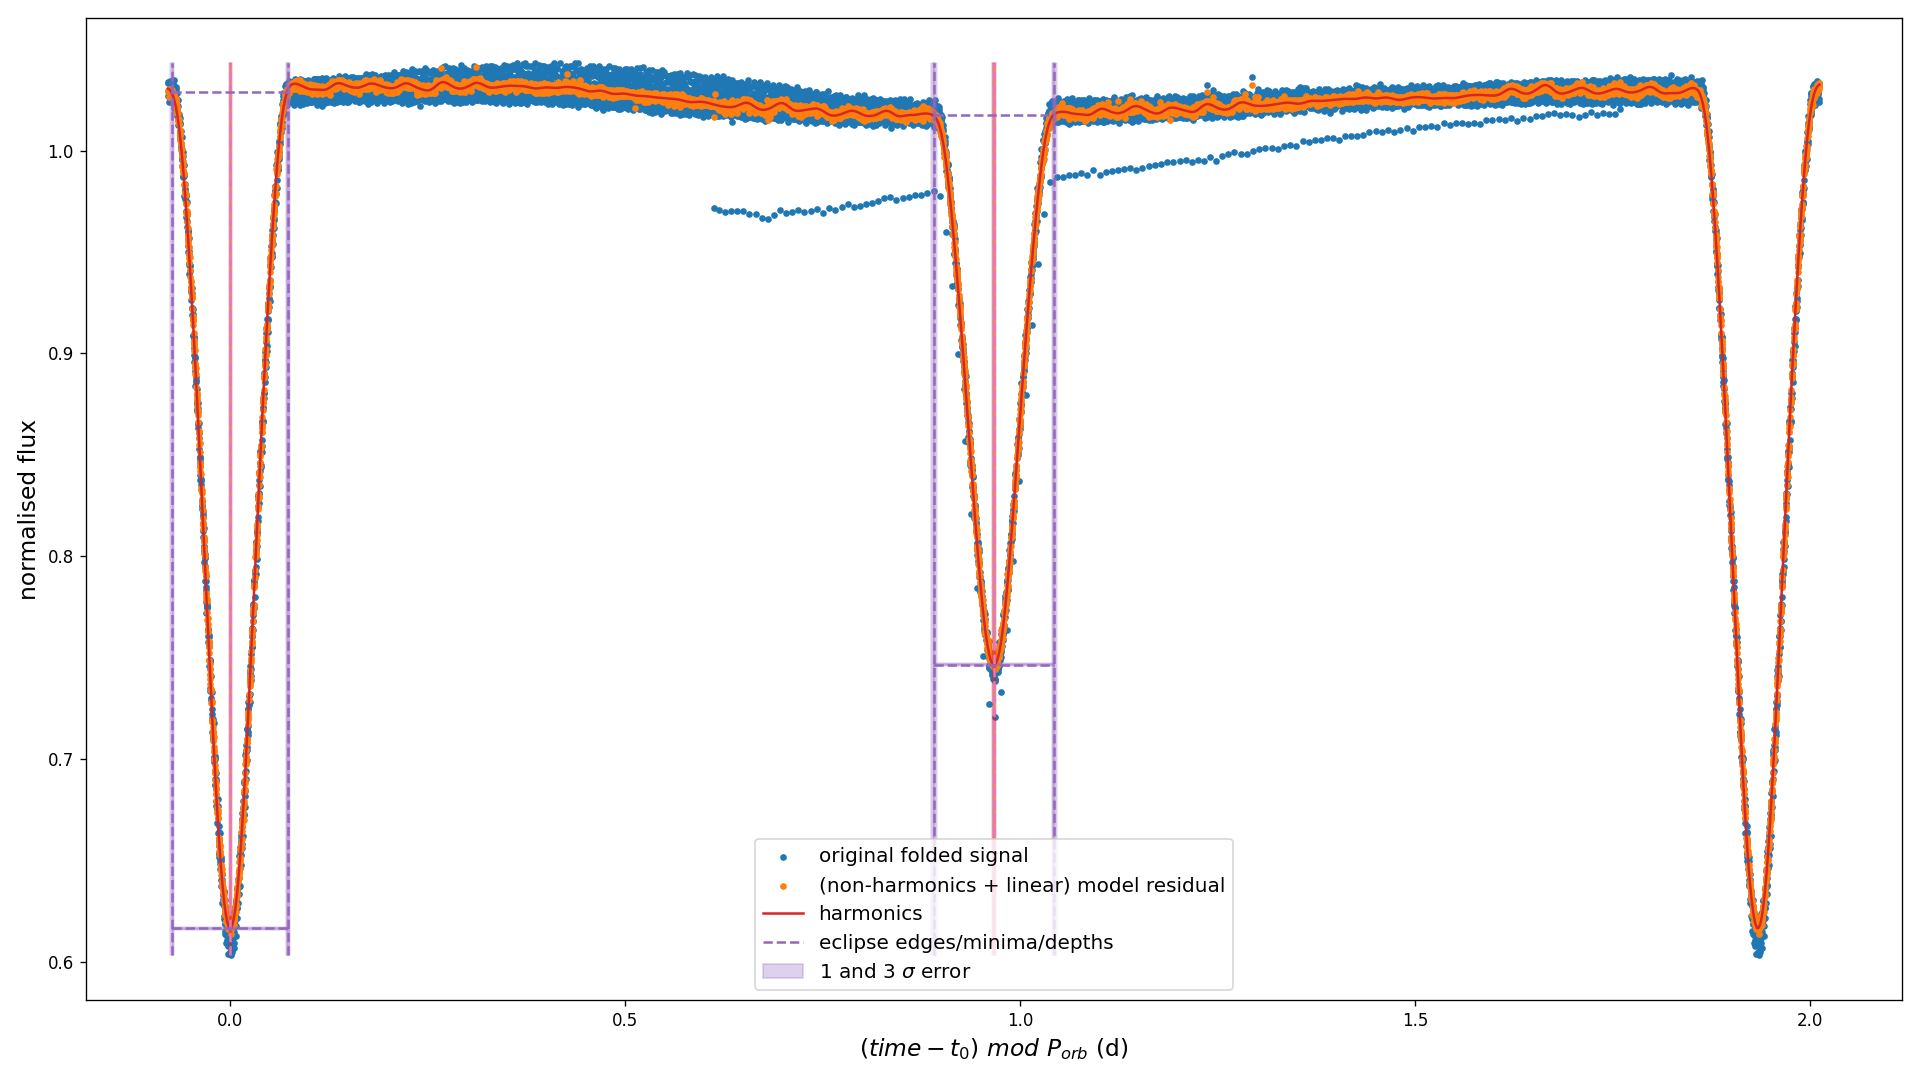 normalised flux
1.0
0.9
0.8
0.7
0.6
original folded signal
(non-harmonics + linear) model residual
harmonics
eclipse edges/minima/depths
1 and 3 σ error
0.0 0.5 1.0 1.5 2.0
(time − t₀) mod Pₒᵣᵦ (d)